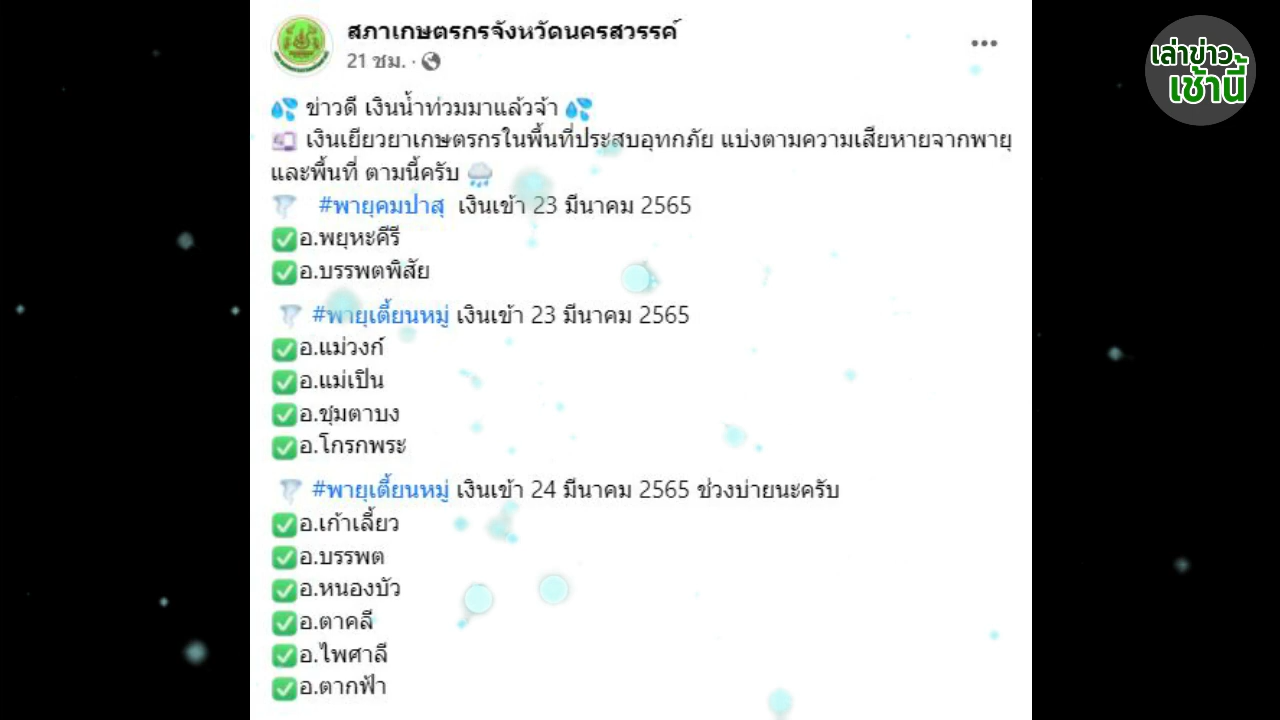 สภาเกษตรกรจังหวัดนครสวรรค์
21 ชม. ·
เล่าข่าว
เช้านี้
💦 ข่าวดี เงินน้ำท่วมมาแล้วจ้า 💦
เงินเยียวยาเกษตรกรในพื้นที่ประสบอุทกภัย แบ่งตามความเสียหายจากพายุ
และพื้นที่ ตามนี้ครับ 🌧
🌪 #พายุคมปาสุ เงินเข้า 23 มีนาคม 2565
✅อ.พยุหะคีรี
✅อ.บรรพตพิสัย
🌪 #พายุเตี้ยนหมู่ เงินเข้า 23 มีนาคม 2565
✅อ.แม่วงก์
✅อ.แม่เปิน
✅อ.ชุมตาบง
✅อ.โกรกพระ
🌪 #พายุเตี้ยนหมู่ เงินเข้า 24 มีนาคม 2565 ช่วงบ่ายนะครับ
✅อ.เก้าเลี้ยว
✅อ.บรรพต
✅อ.หนองบัว
✅อ.ตาคลี
✅อ.ไพศาลี
✅อ.ตากฟ้า